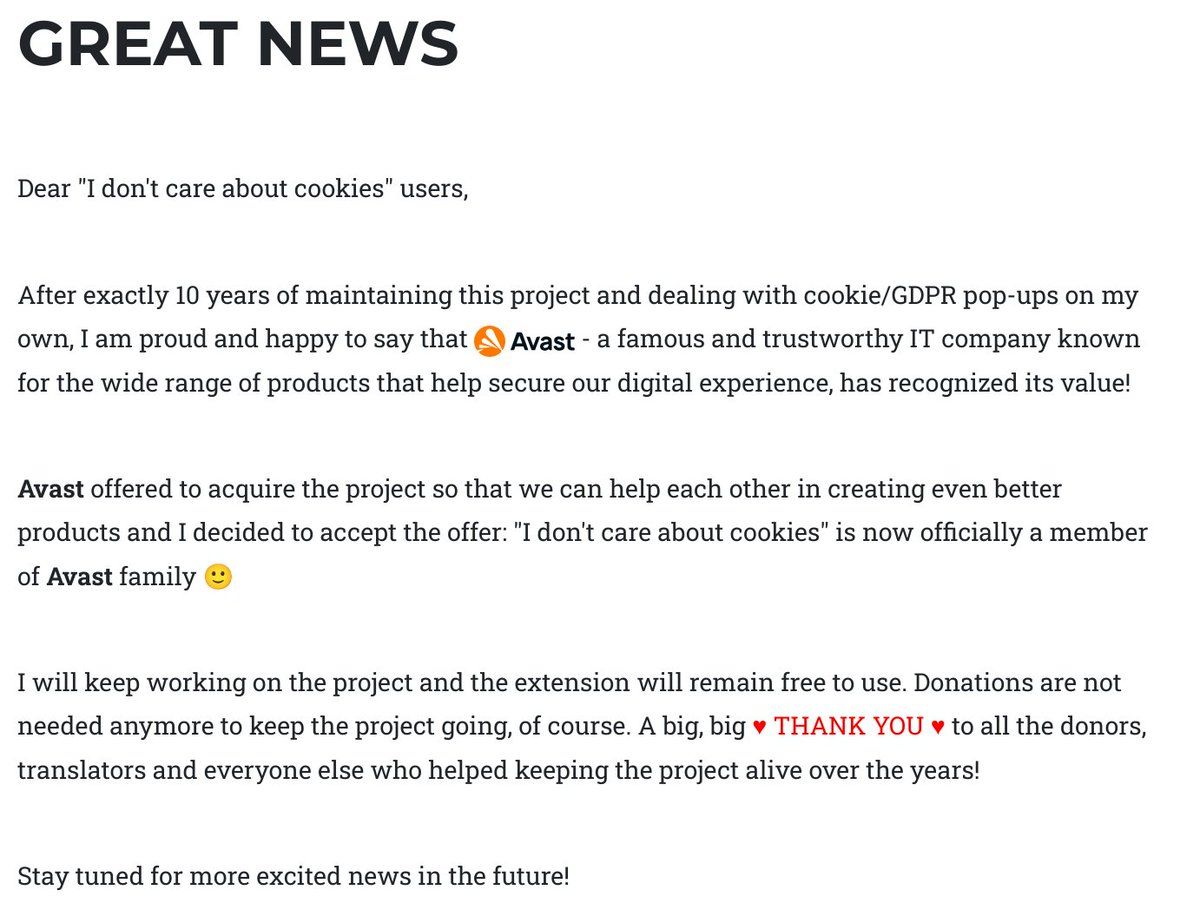 GREAT NEWS
Dear "I don't care about cookies" users,
After exactly 10 years of maintaining this project and dealing with cookie/GDPR pop-ups on my
own, I am proud and happy to say that Avast - a famous and trustworthy IT company known
for the wide range of products that help secure our digital experience, has recognized its value!
Avast offered to acquire the project so that we can help each other in creating even better
products and I decided to accept the offer: "I don't care about cookies" is now officially a member
of Avast family 🙂
I will keep working on the project and the extension will remain free to use. Donations are not
needed anymore to keep the project going, of course. A big, big ♥ THANK YOU ♥ to all the donors,
translators and everyone else who helped keeping the project alive over the years!
Stay tuned for more excited news in the future!